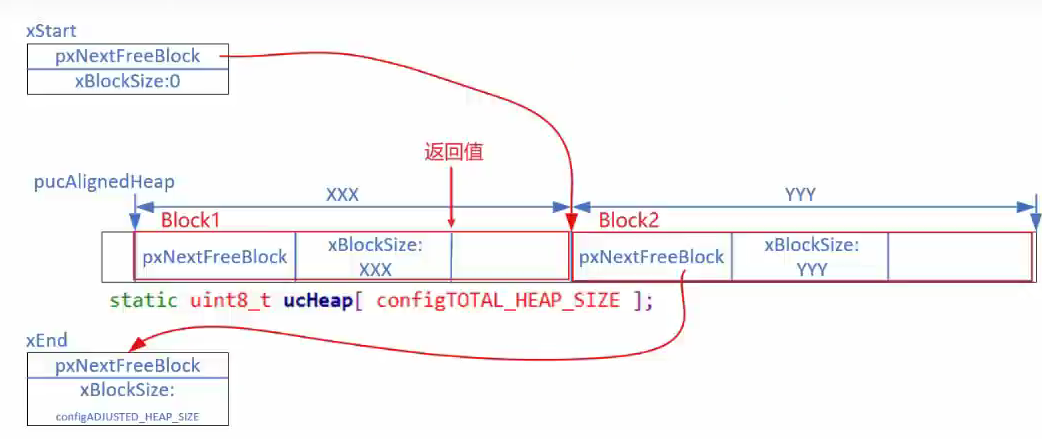 xStart
pxNextFreeBlock
xBlockSize:0
返回值
pucAlignedHeap
XXX
YYY
Block1
Block2
pxNextFreeBlock
xBlockSize:
XXX
pxNextFreeBlock
xBlockSize:
YYY
static uint8_t ucHeap[ configTOTAL_HEAP_SIZE ];
xEnd
pxNextFreeBlock
xBlockSize:
configADJUSTED_HEAP_SIZE